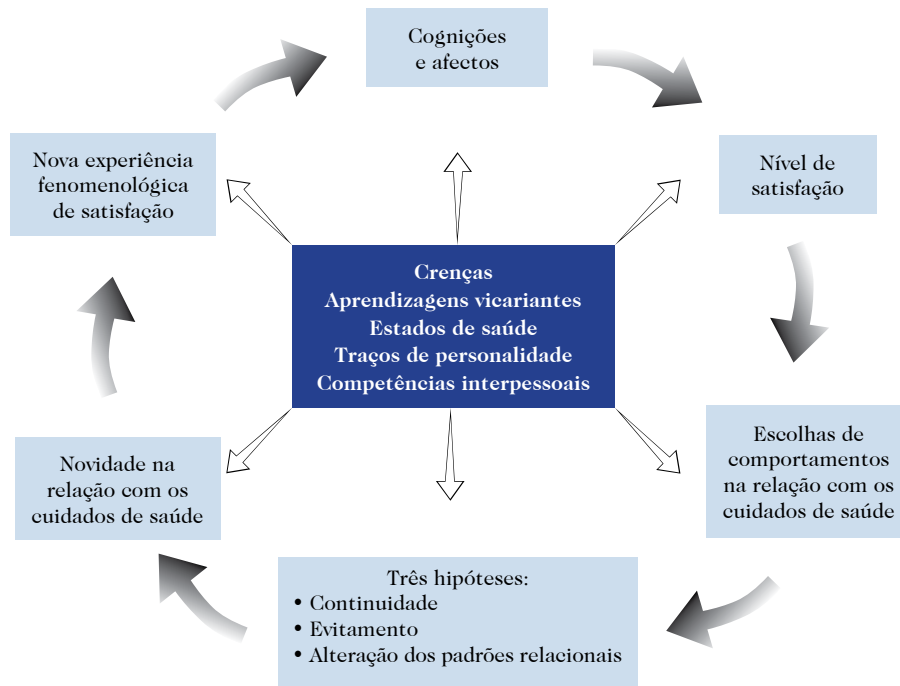 Cognições
e afectos
Nível de
satisfação
Escolhas de
comportamentos
na relação com os
cuidados de saúde
Três hipóteses:
• Continuidade
• Evitamento
• Alteração dos padrões relacionais
Novidade na
relação com os
cuidados de saúde
Nova experiência
fenomenológica
de satisfação
Crenças
Aprendizagens vicariantes
Estados de saúde
Traços de personalidade
Competências interpessoais